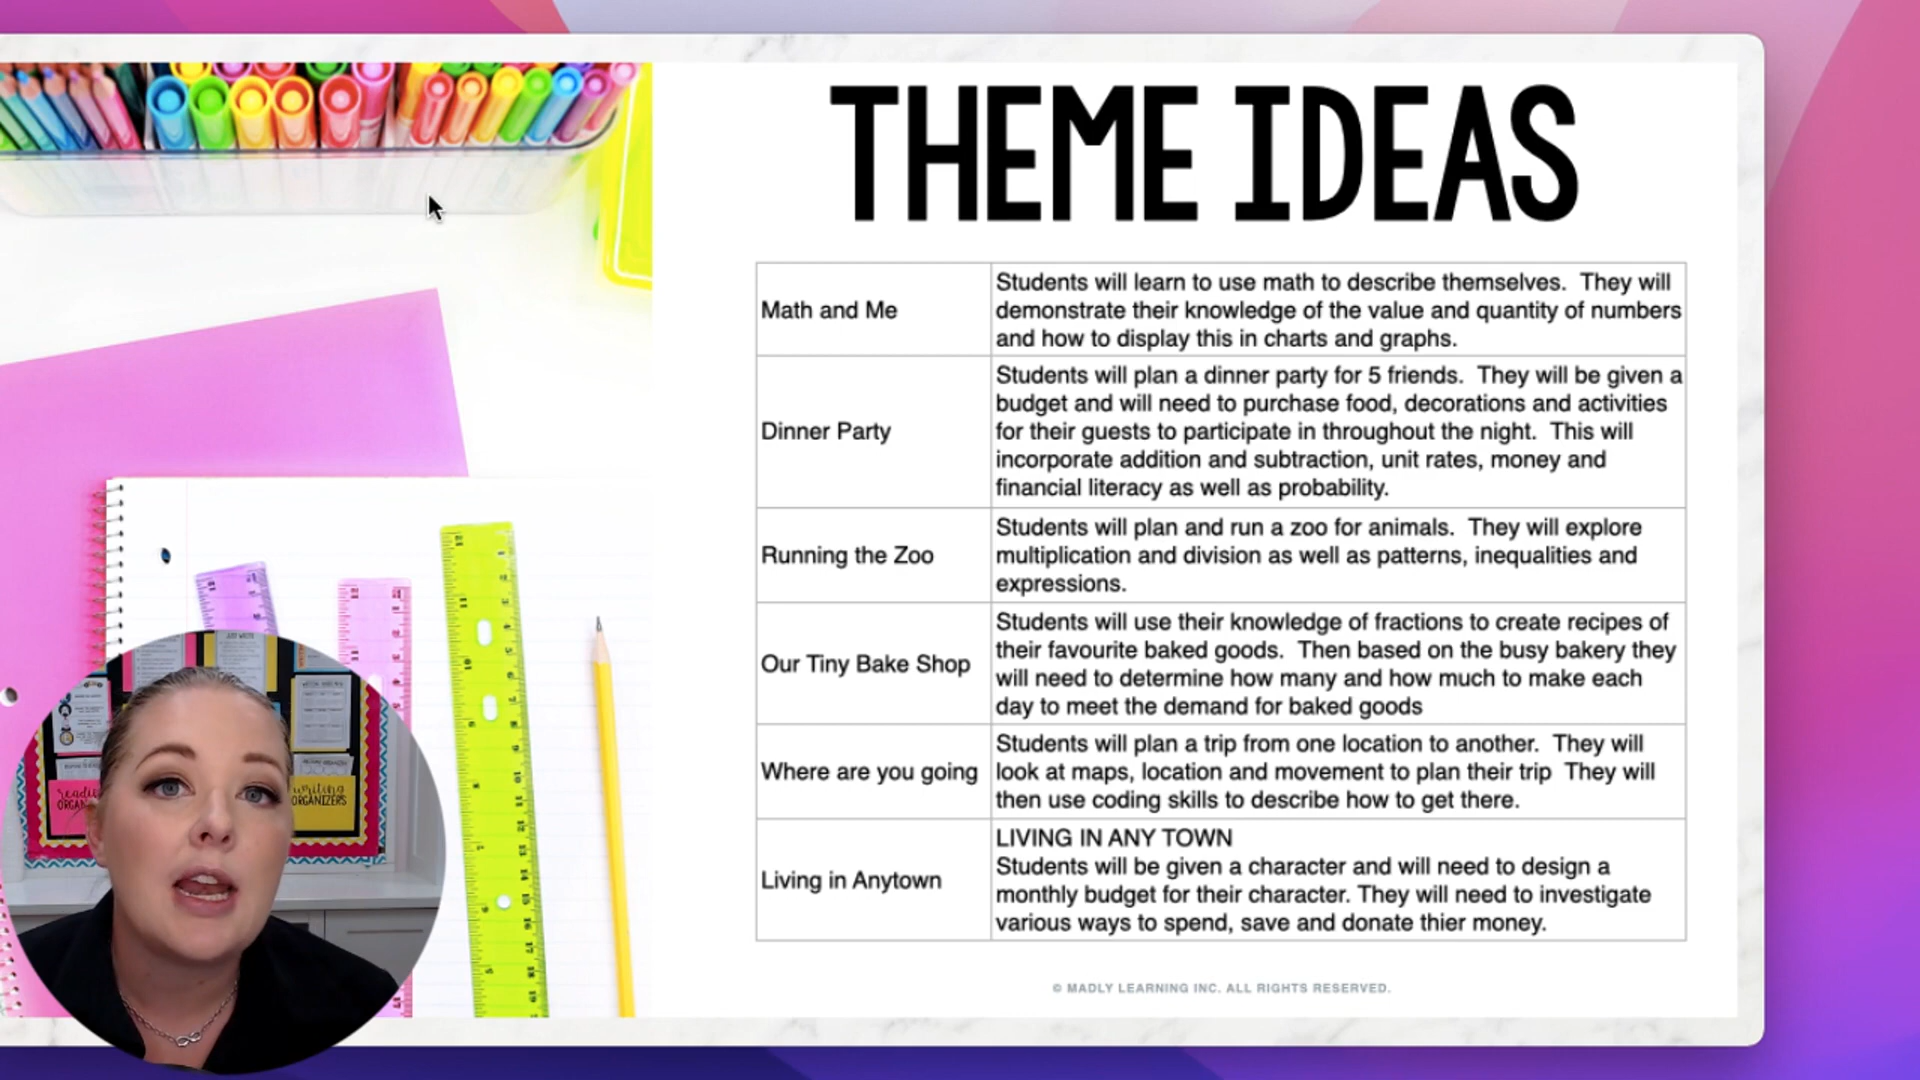 THEME IDEAS
Math and Me
Students will learn to use math to describe themselves.  They will
demonstrate their knowledge of the value and quantity of numbers
and how to display this in charts and graphs.
Dinner Party
Students will plan a dinner party for 5 friends.  They will be given a
budget and will need to purchase food, decorations and activities
for their guests to participate in throughout the night.  This will
incorporate addition and subtraction, unit rates, money and
financial literacy as well as probability.
Running the Zoo
Students will plan and run a zoo for animals.  They will explore
multiplication and division as well as patterns, inequalities and
expressions.
Our Tiny Bake Shop
Students will use their knowledge of fractions to create recipes of
their favourite baked goods.  Then based on the busy bakery they
will need to determine how many and how much to make each
day to meet the demand for baked goods
Where are you going
Students will plan a trip from one location to another.  They will
look at maps, location and movement to plan their trip  They will
then use coding skills to describe how to get there.
Living in Anytown
LIVING IN ANY TOWN
Students will be given a character and will need to design a
monthly budget for their character. They will need to investigate
various ways to spend, save and donate thier money.
© MADLY LEARNING INC. ALL RIGHTS RESERVED.
JUST WRITE
writing
ORGANIZERS